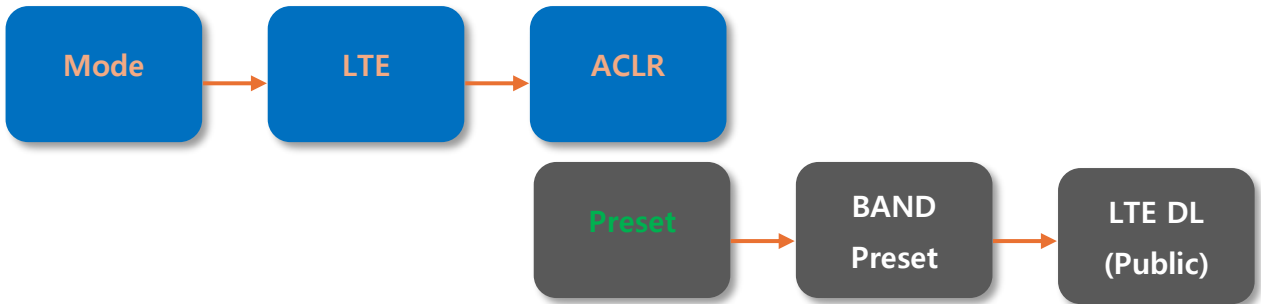 Mode
LTE
ACLR
Preset
BAND
Preset
LTE DL
(Public)